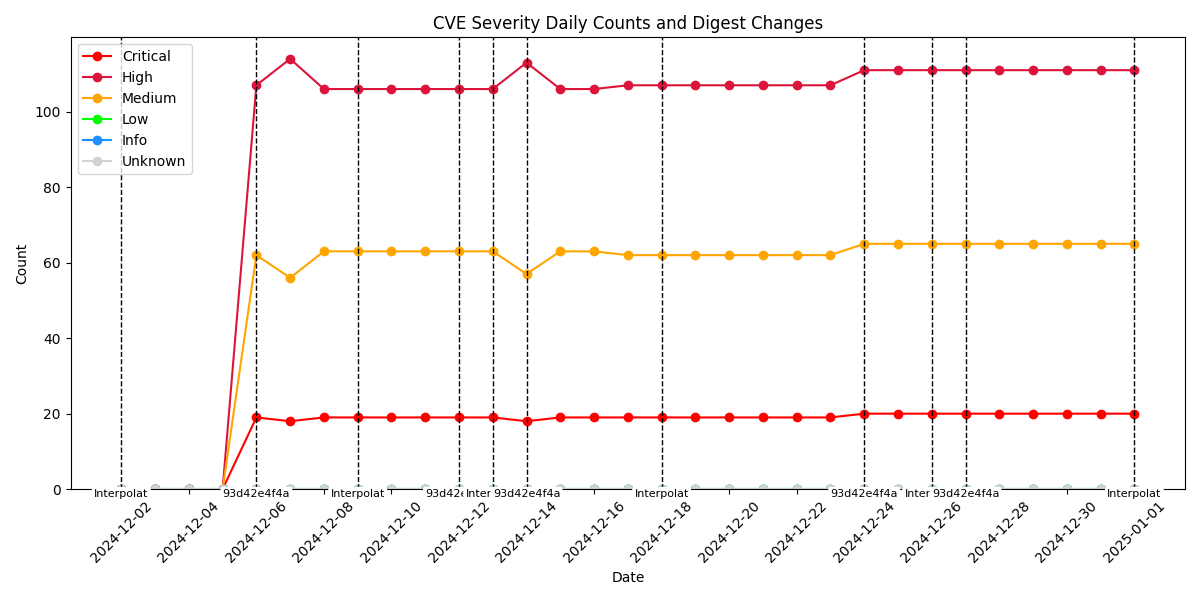 CVE Severity Daily Counts and Digest Changes
Critical
High
Medium
Low
Info
Unknown
Count
100
80
60
40
20
0
Interpolat
93d42e4f4a
Interpolat
93d42e
Inter
93d42e4f4a
Interpolat
93d42e4f4a
Inter
93d42e4f4a
Interpolat
2024-12-02
2024-12-04
2024-12-06
2024-12-08
2024-12-10
2024-12-12
2024-12-14
2024-12-16
2024-12-18
2024-12-20
2024-12-22
2024-12-24
2024-12-26
2024-12-28
2024-12-30
2025-01-01
Date